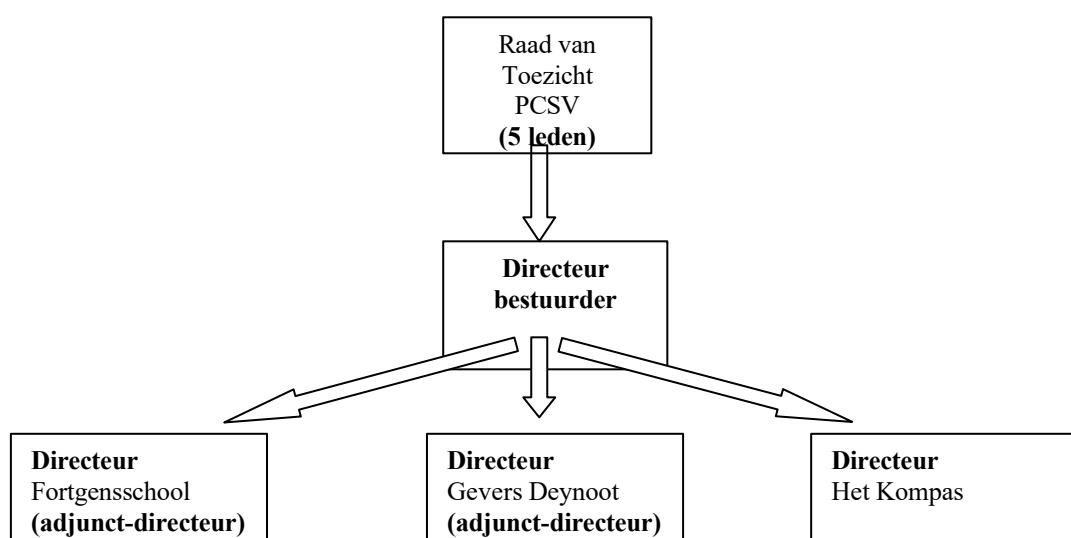 Raad van
Toezicht
PCSV
(5 leden)
Directeur
bestuurder
Directeur
Fortgensschool
(adjunct-directeur)
Directeur
Gevers Deynoot
(adjunct-directeur)
Directeur
Het Kompas